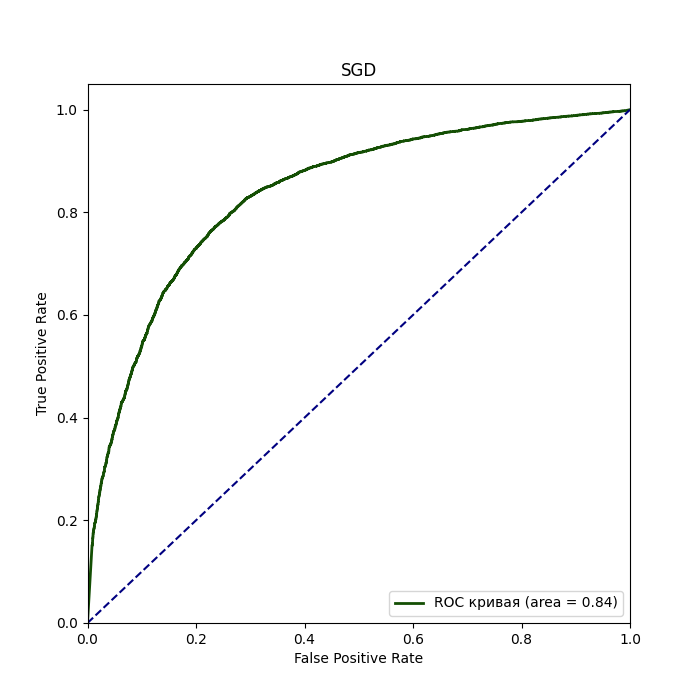 SGD
1.0
0.8
0.6
0.4
0.2
0.0
True Positive Rate
ROC кривая (area = 0.84)
0.0 0.2 0.4 0.6 0.8 1.0
False Positive Rate